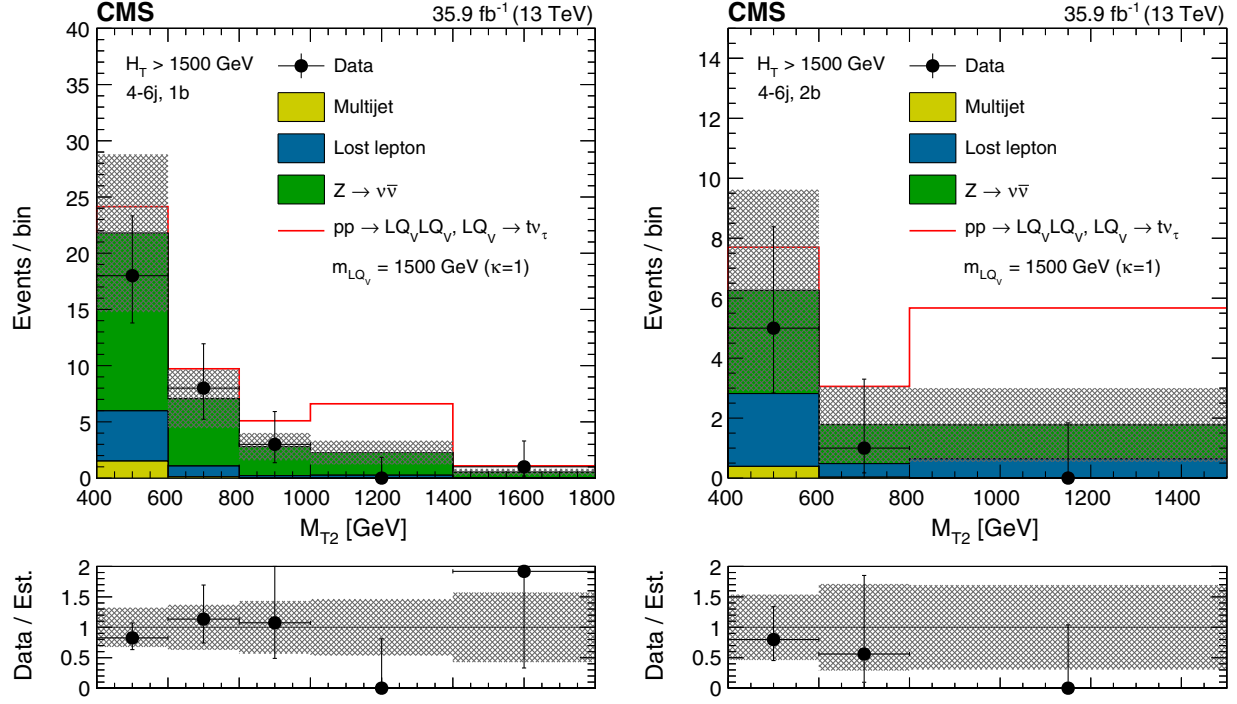 CMS 35.9 fb⁻¹ (13 TeV)
H_T > 1500 GeV
4-6j, 1b
Data
Multijet
Lost lepton
Z → νν̅
pp → LQ_V LQ_V, LQ_V → tν_τ
m_LQ_V = 1500 GeV (κ=1)
Events / bin
40
35
30
25
20
15
10
5
0
400 600 800 1000 1200 1400 1600 1800
M_T2 [GeV]
Data / Est.
2
1.5
1
0.5
0
CMS 35.9 fb⁻¹ (13 TeV)
H_T > 1500 GeV
4-6j, 2b
Data
Multijet
Lost lepton
Z → νν̅
pp → LQ_V LQ_V, LQ_V → tν_τ
m_LQ_V = 1500 GeV (κ=1)
Events / bin
14
12
10
8
6
4
2
0
400 600 800 1000 1200 1400
M_T2 [GeV]
Data / Est.
2
1.5
1
0.5
0